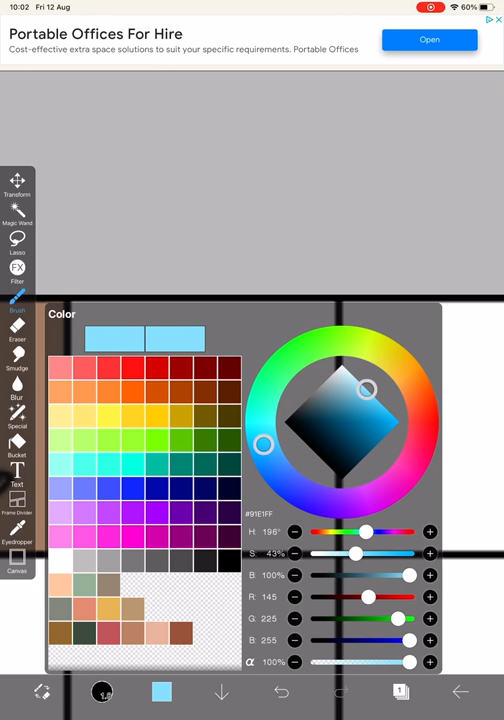 10:02 Fri 12 Aug
60%
Portable Offices For Hire
Cost-effective extra space solutions to suit your specific requirements. Portable Offices
Open
Transform
Magic Wand
Lasso
FX
Filter
Brush
Eraser
Smudge
Blur
Special
Bucket
T
Text
Frame Divider
Eyedropper
Canvas
Color
#91E1FF
H: 196°
S: 43%
B: 100%
R: 145
G: 225
B: 255
α 100%
1.0
1